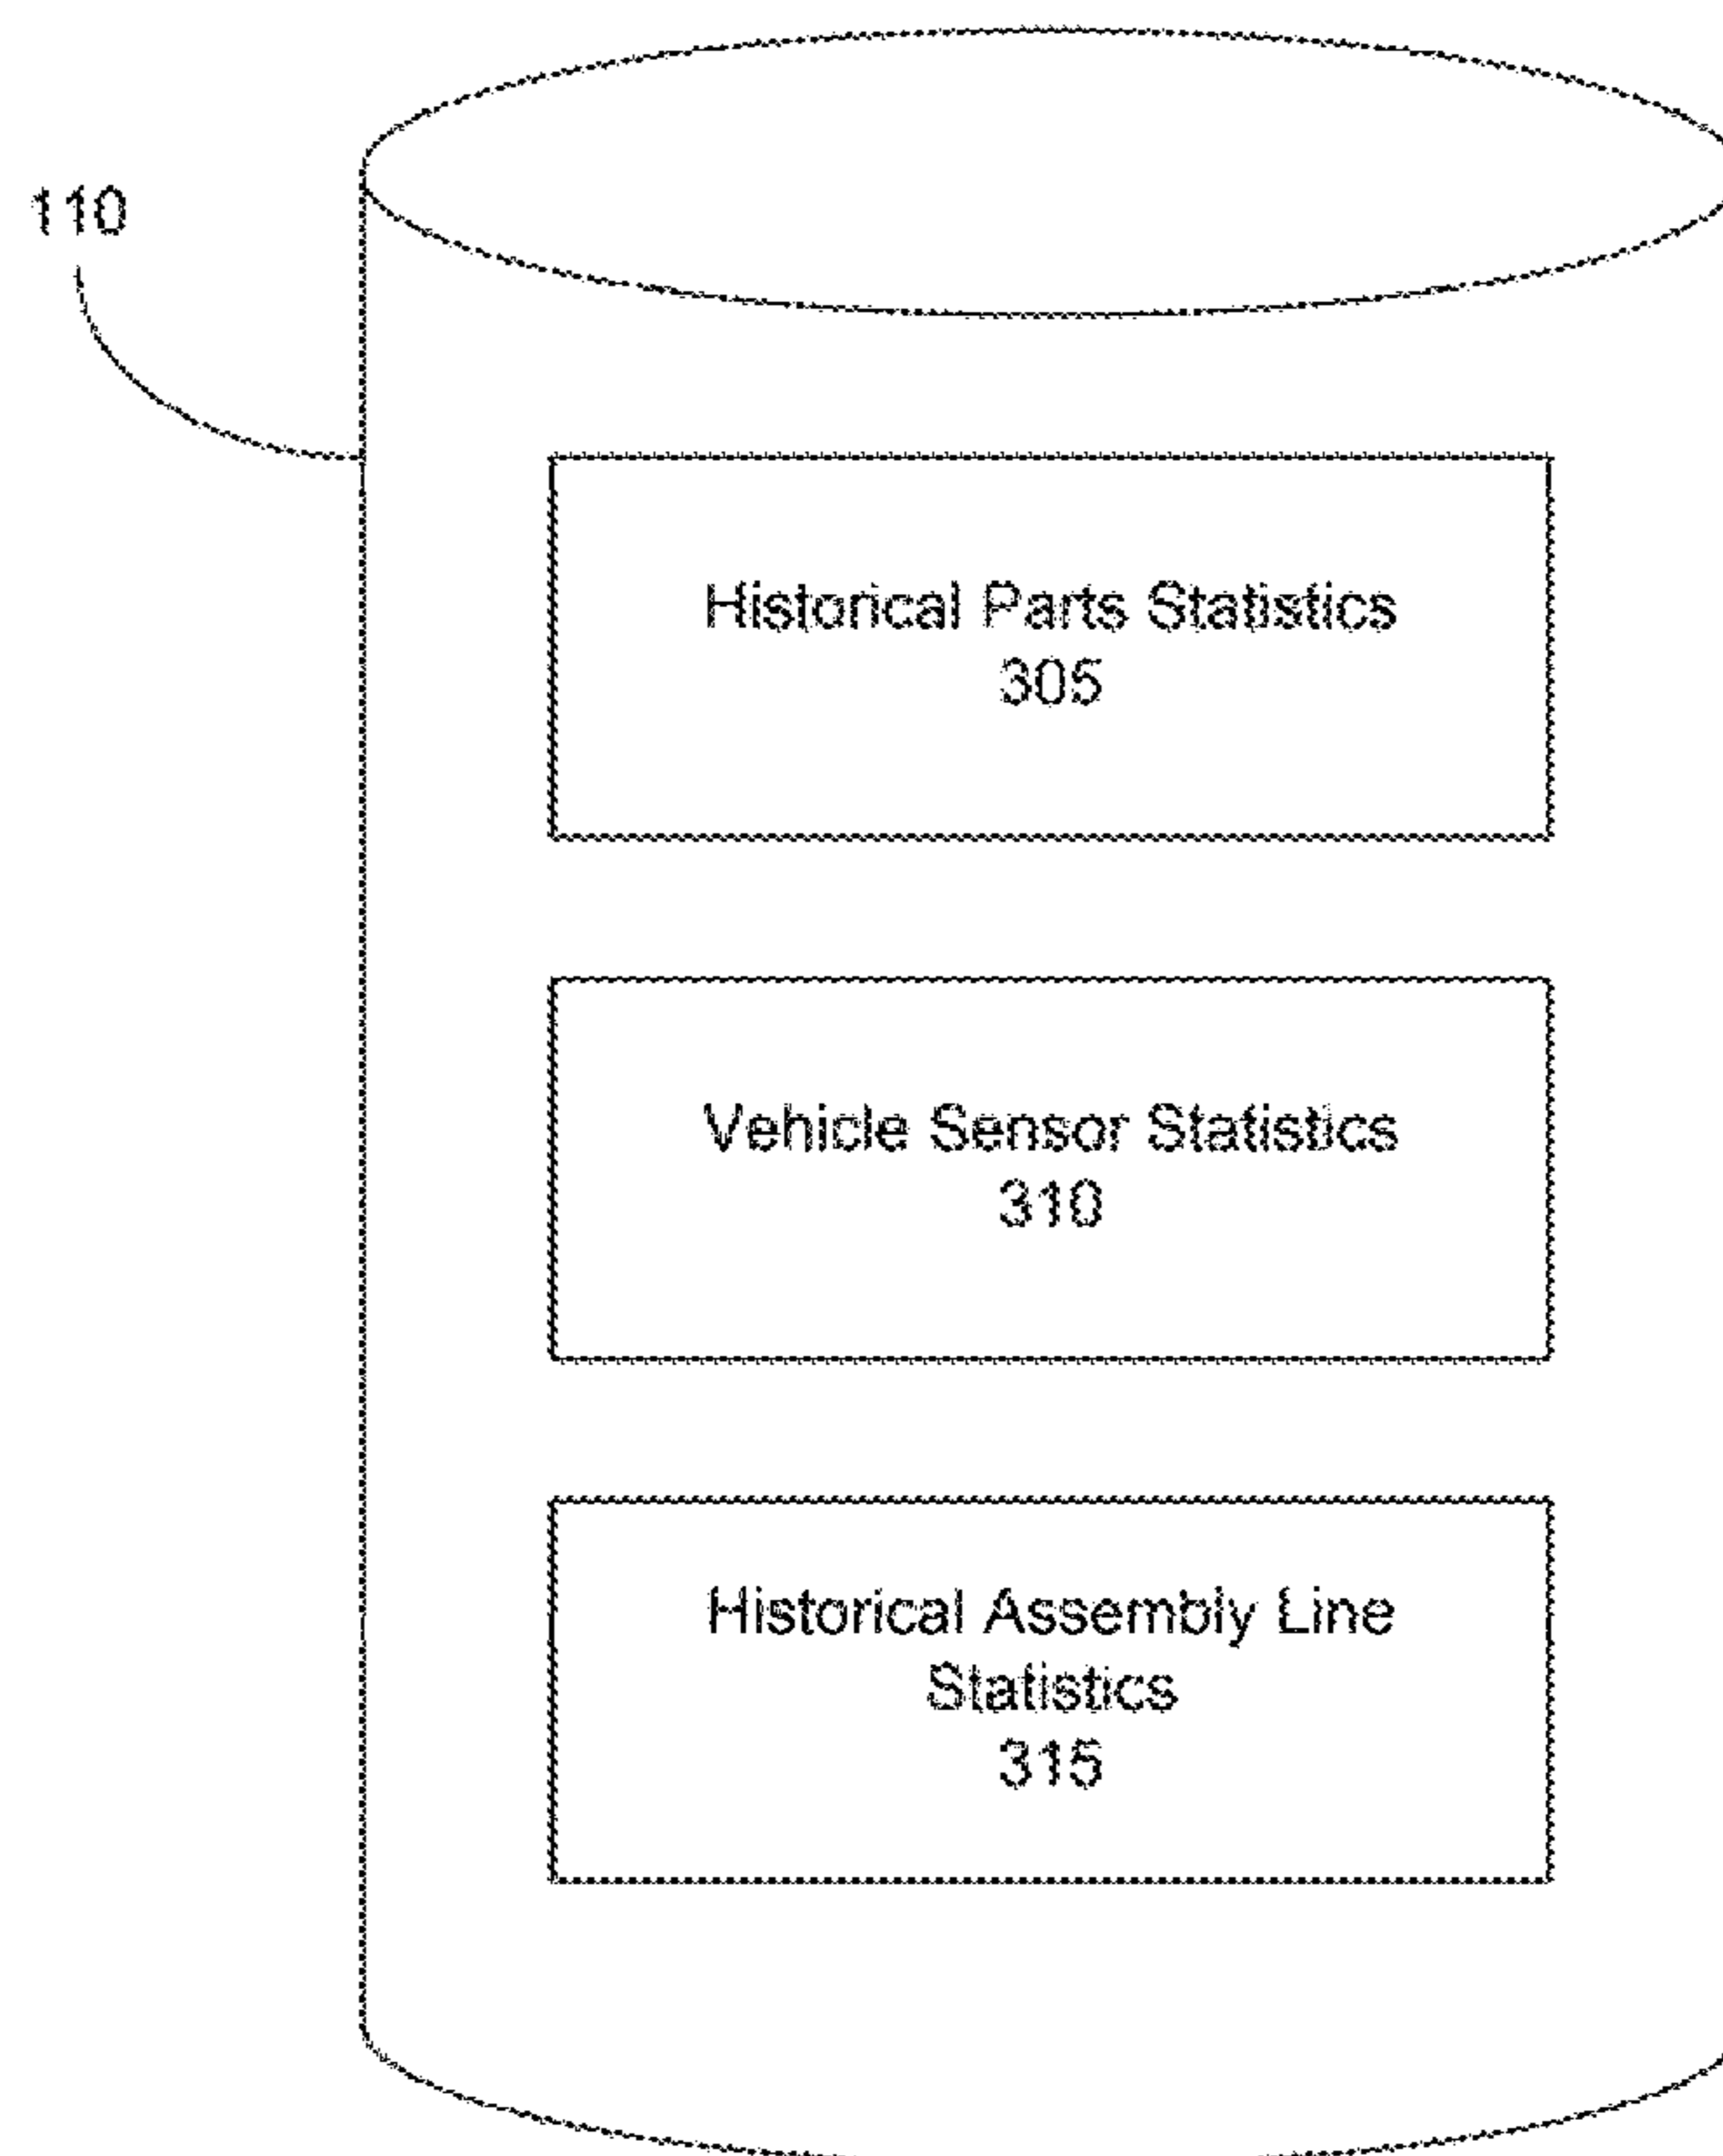 110
Historical Parts Statistics
305
Vehicle Sensor Statistics
310
Historical Assembly Line
Statistics
315